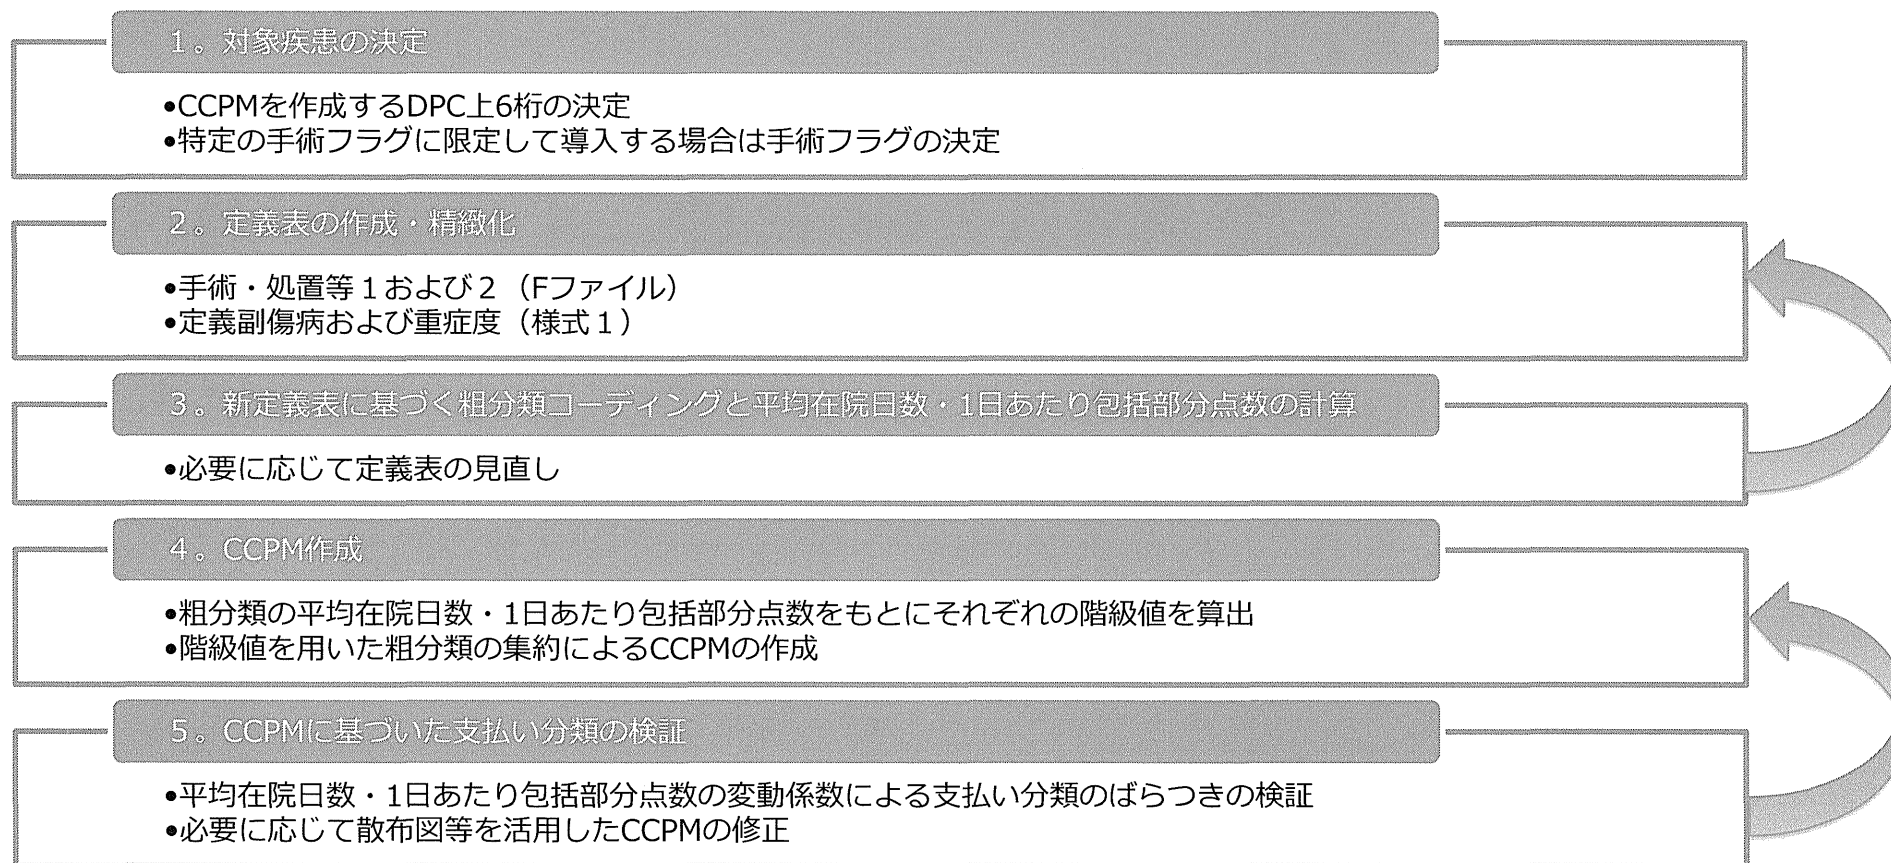 1。対象疾患の決定
•CCPMを作成するDPC上6桁の決定
•特定の手術フラグに限定して導入する場合は手術フラグの決定
2。定義表の作成・精緻化
•手術・処置等1および2（Fファイル）
•定義副傷病および重症度（様式1）
3。新定義表に基づく粗分類コーディングと平均在院日数・1日あたり包括部分点数の計算
•必要に応じて定義表の見直し
4。CCPM作成
•粗分類の平均在院日数・1日あたり包括部分点数をもとにそれぞれの階級値を算出
•階級値を用いた粗分類の集約によるCCPMの作成
5。CCPMに基づいた支払い分類の検証
•平均在院日数・1日あたり包括部分点数の変動係数による支払い分類のばらつきの検証
•必要に応じて散布図等を活用したCCPMの修正